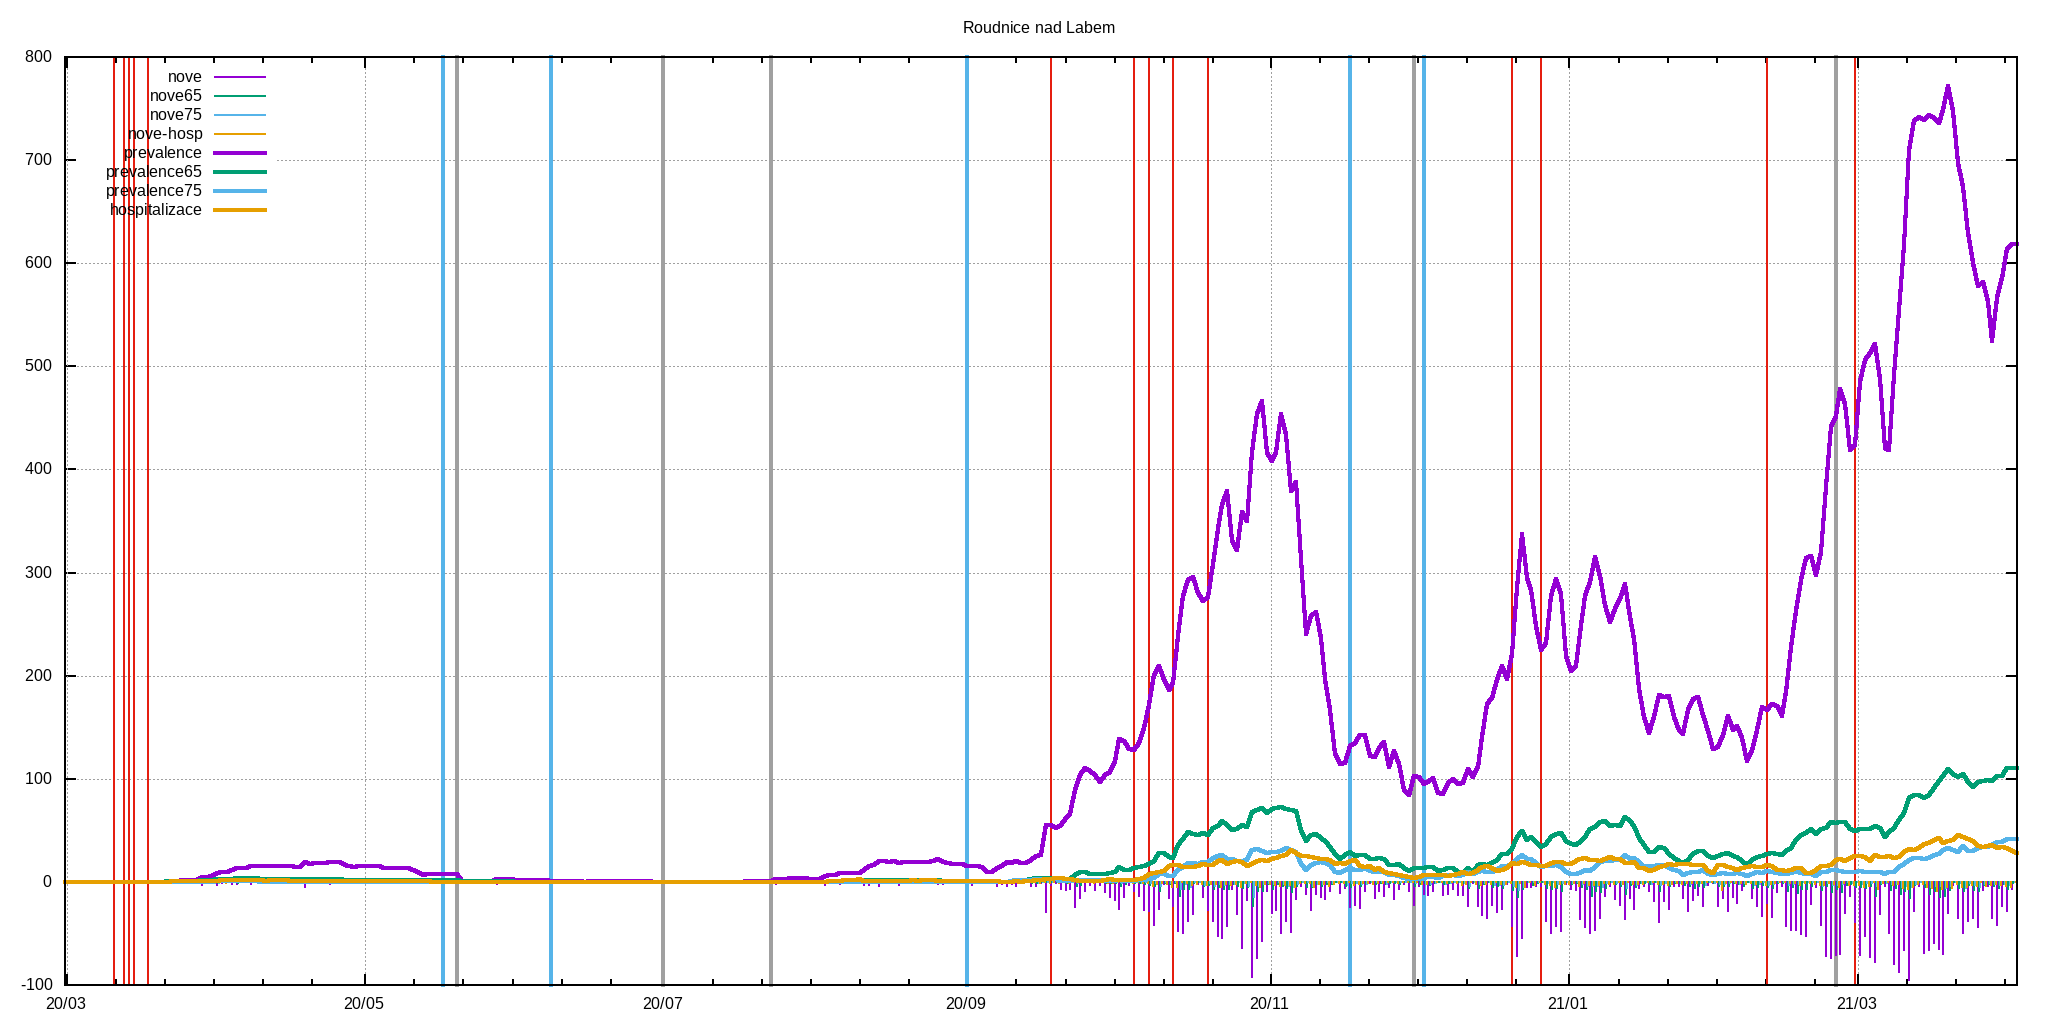 Roudnice nad Labem
800
700
600
500
400
300
200
100
0
-100
nove
nove65
nove75
nove-hosp
prevalence
prevalence65
prevalence75
hospitalizace
20/03
20/05
20/07
20/09
20/11
21/01
21/03